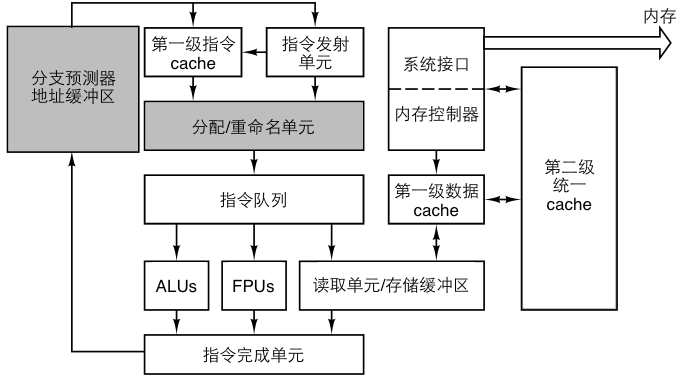 内存
第一级指令
cache
指令发射
单元
系统接口
分支预测器
地址缓冲区
内存控制器
分配/重命名单元
第二级
统一
cache
指令队列
第一级数据
cache
ALUs
FPUs
读取单元/存储缓冲区
指令完成单元